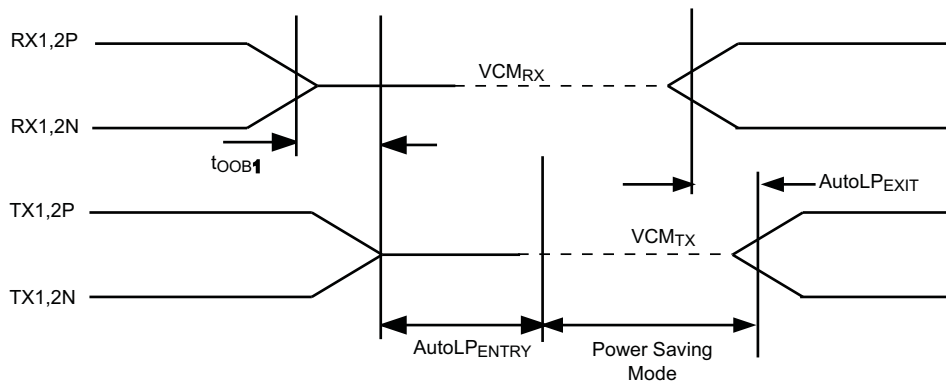 RX1,2P
VCMRX
RX1,2N
tOOB1
AutoLPEXIT
TX1,2P
VCMTX
TX1,2N
AutoLPENTRY
Power Saving
Mode